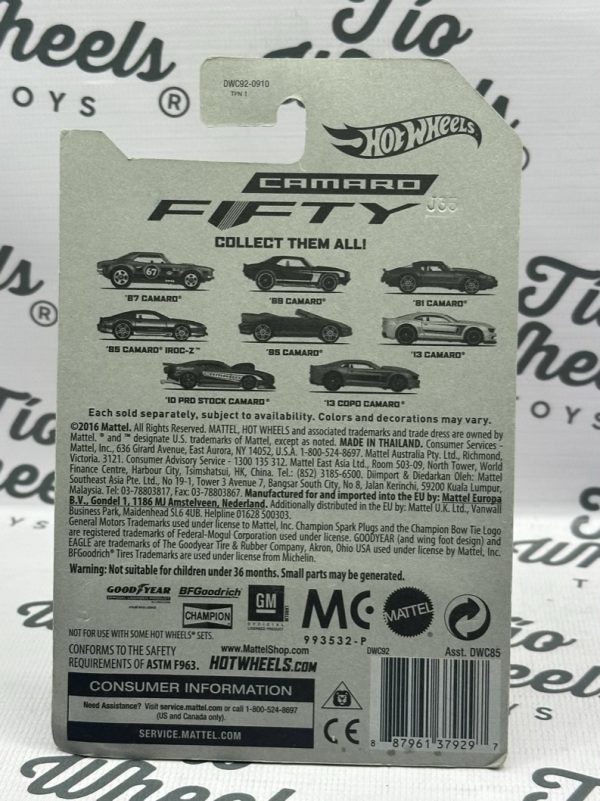 Tío
Wheels
TOYS ®
DWC92-0910
TPN 1
HOT WHEELS
CAMARO
FIFTY
J35
COLLECT THEM ALL!
67
'67 CAMARO®
'68 CAMARO®
'81 CAMARO®
'85 CAMARO® IROC-Z™
'95 CAMARO®
'13 CAMARO®
'10 PRO STOCK CAMARO®
'13 COPO CAMARO®
Each sold separately, subject to availability. Colors and decorations may vary.
©2016 Mattel. All Rights Reserved. MATTEL, HOT WHEELS and associated trademarks and trade dress are owned by
Mattel. ® and ™ designate U.S. trademarks of Mattel, except as noted. MADE IN THAILAND. Consumer Services -
Mattel, Inc., 636 Girard Avenue, East Aurora, NY 14052, U.S.A. 1-800-524-8697. Mattel Australia Pty. Ltd., Richmond,
Victoria. 3121. Consumer Advisory Service - 1300 135 312. Mattel East Asia Ltd., Room 503-09, North Tower, World
Finance Centre, Harbour City, Tsimshatsui, HK, China. Tel.: (852) 3185-6500. Diimport & Diedarkan Oleh: Mattel
Southeast Asia Pte. Ltd., No 19-1, Tower 3 Avenue 7, Bangsar South City, No 8, Jalan Kerinchi, 59200 Kuala Lumpur,
Malaysia. Tel: 03-78803817, Fax: 03-78803867. Manufactured for and imported into the EU by: Mattel Europa
B.V., Gondel 1, 1186 MJ Amstelveen, Nederland. Additionally distributed in the EU by: Mattel U.K. Ltd., Vanwall
Business Park, Maidenhead SL6 4UB. Helpline 01628 500303.
General Motors Trademarks used under license to Mattel, Inc. Champion Spark Plugs and the Champion Bow Tie Logo
are registered trademarks of Federal-Mogul Corporation used under license. GOODYEAR (and wing foot design) and
EAGLE are trademarks of The Goodyear Tire & Rubber Company, Akron, Ohio USA used under license by Mattel, Inc.
BFGoodrich® Tires Trademarks are used under license from Michelin.
Warning: Not suitable for children under 36 months. Small parts may be generated.
GOODYEAR
BFGoodrich
CHAMPION
GM
OFFICIAL
LICENSED PRODUCT
MC
993532-P
MATTEL
NOT FOR USE WITH SOME HOT WHEELS® SETS.
CONFORMS TO THE SAFETY
REQUIREMENTS OF ASTM F963.
www.MattelShop.com
HOTWHEELS.COM
DWC92
Asst. DWC85
CONSUMER INFORMATION
Need Assistance? Visit service.mattel.com or call 1-800-524-8697
(US and Canada only).
SERVICE.MATTEL.COM
CE
8 87961 37929 7